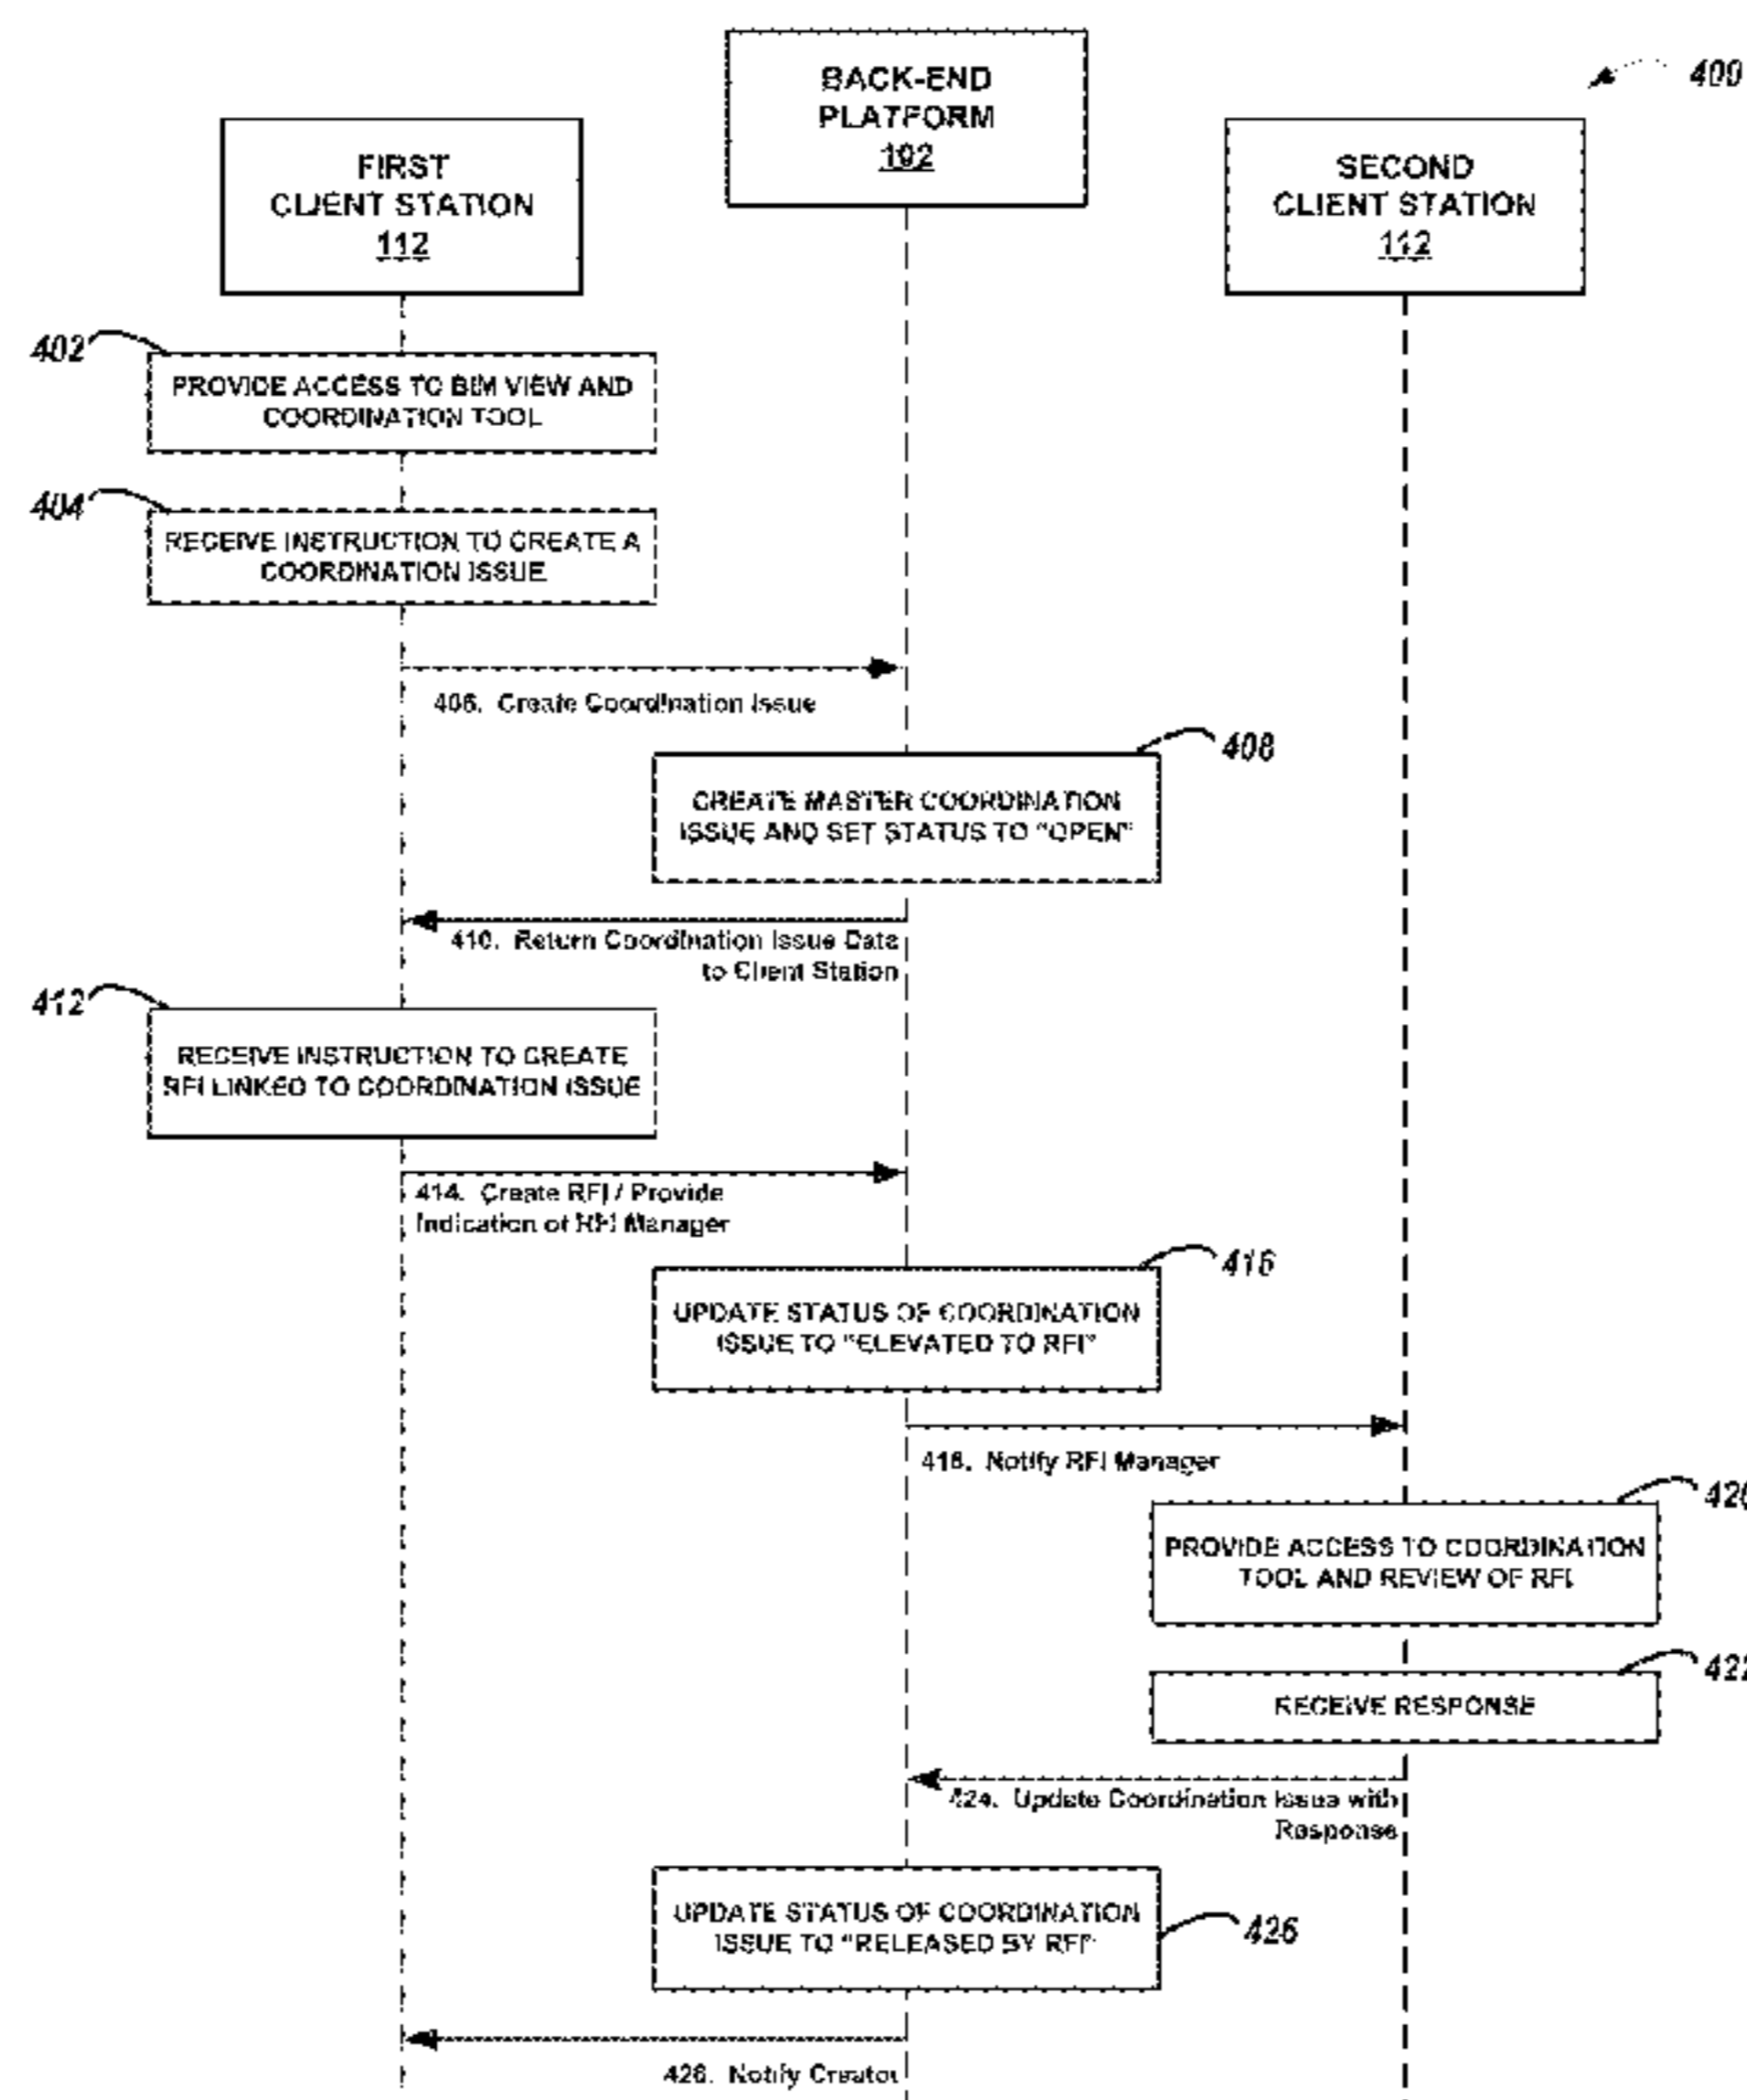 400
BACK-END
PLATFORM
102
FIRST
CLIENT STATION
112
SECOND
CLIENT STATION
112
402
PROVIDE ACCESS TO BIM VIEW AND
COORDINATION TOOL
404
RECEIVE INSTRUCTION TO CREATE A
COORDINATION ISSUE
406. Create Coordination Issue
408
CREATE MASTER COORDINATION
ISSUE AND SET STATUS TO "OPEN"
410. Return Coordination Issue Data
to Client Station
412
RECEIVE INSTRUCTION TO CREATE
RFI LINKED TO COORDINATION ISSUE
414. Create RFI / Provide
Indication of RFI Manager
416
UPDATE STATUS OF COORDINATION
ISSUE TO "ELEVATED TO RFI"
418. Notify RFI Manager
420
PROVIDE ACCESS TO COORDINATION
TOOL AND REVIEW OF RFI
422
RECEIVE RESPONSE
424. Update Coordination Issue with
Response
UPDATE STATUS OF COORDINATION
ISSUE TO "RELEASED BY RFI"
426
428. Notify Creator